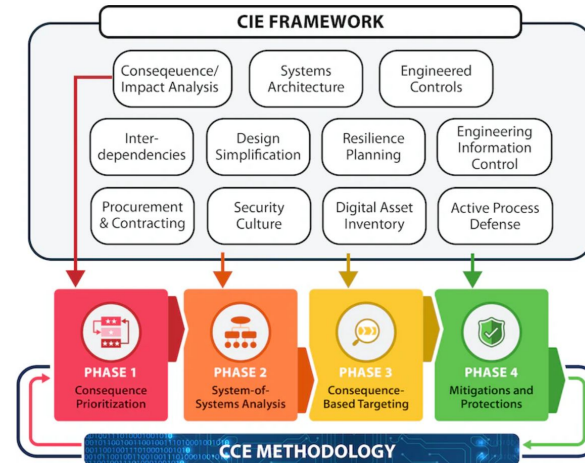 CIE FRAMEWORK
Conseqeuence/
Impact Analysis
Systems
Architecture
Engineered
Controls
Inter-
dependencies
Design
Simplification
Resilience
Planning
Engineering
Information
Control
Procurement
& Contracting
Security
Culture
Digital Asset
Inventory
Active Process
Defense
PHASE 1
Consequence
Prioritization
PHASE 2
System-of-
Systems Analysis
PHASE 3
Consequence-
Based Targeting
PHASE 4
Mitigations and
Protections
CCE METHODOLOGY